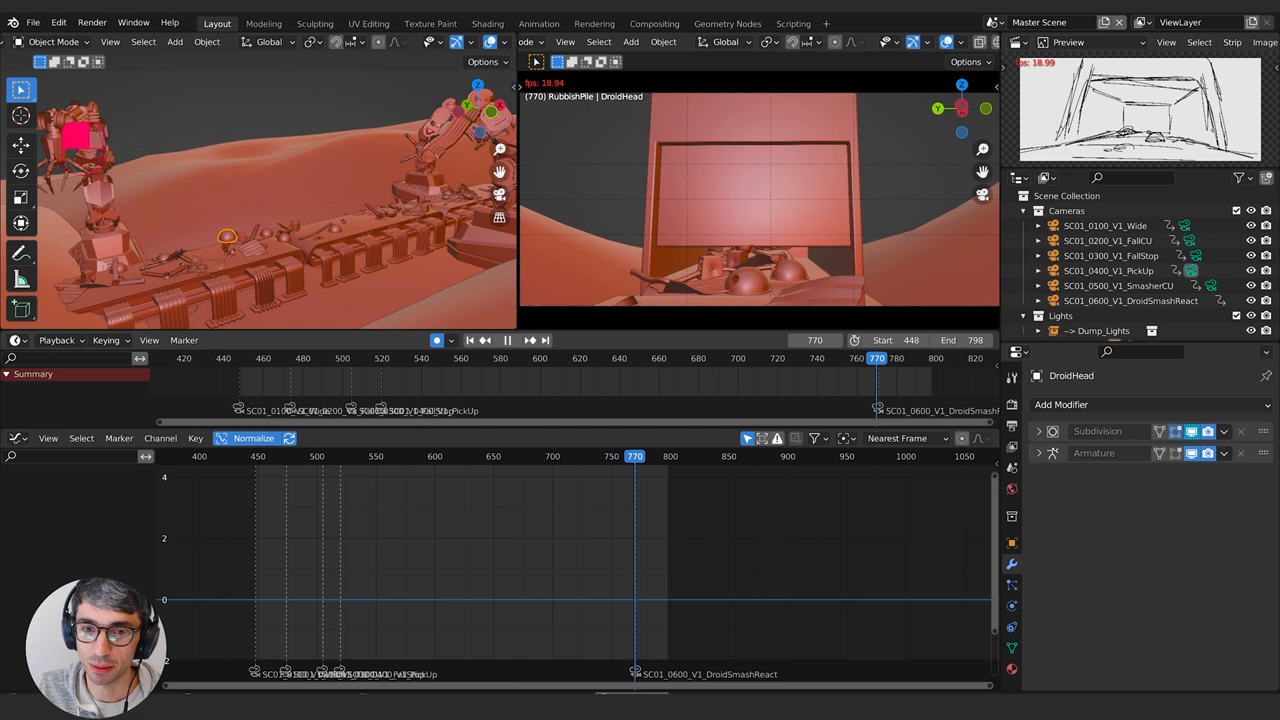 File Edit Render Window Help Layout Modeling Sculpting UV Editing Texture Paint Shading Animation Rendering Compositing Geometry Nodes Scripting + Master Scene ViewLayer
Object Mode View Select Add Object Global ode View Select Add Object Global Preview View Select Strip Image
Options Options
fps: 18.94 fps: 18.99
(770) RubbishPile | DroidHead
Z Y X Z Y
Scene Collection
Cameras
SC01_0100_V1_Wide
SC01_0200_V1_FallCU
SC01_0300_V1_FallStop
SC01_0400_V1_PickUp
SC01_0500_V1_SmasherCU
SC01_0600_V1_DroidSmashReact
Lights
--> Dump_Lights
Playback Keying View Marker 770 Start 448 End 798
420 440 460 480 500 520 540 560 580 600 620 640 660 680 700 720 740 760 770 780 800 820
Summary
PickUp SC01_0600_V1_DroidSmashR
DroidHead
Add Modifier
Subdivision
Armature
View Select Marker Channel Key Normalize Nearest Frame
400 450 500 550 600 650 700 750 770 800 850 900 950 1000 1050
4
2
0
2
PickUp SC01_0600_V1_DroidSmashReact